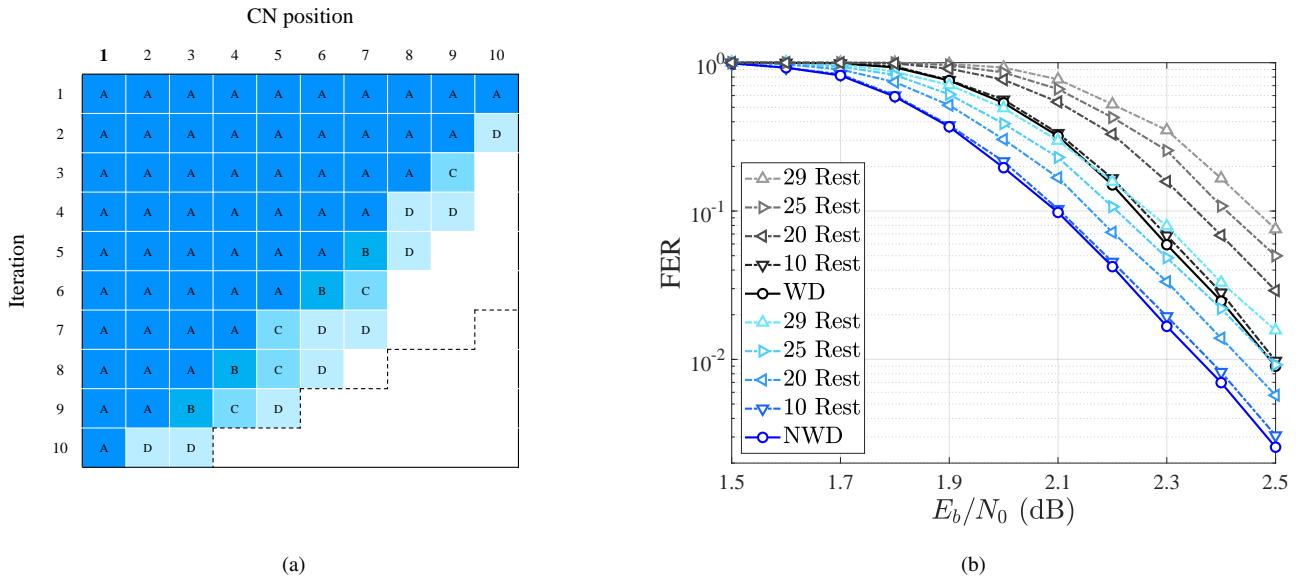 CN position
1 2 3 4 5 6 7 8 9 10
Iteration
1 A A A A A A A A A A
2 A A A A A A A A A D
3 A A A A A A A A C
4 A A A A A A A D D
5 A A A A A A B D
6 A A A A A B C
7 A A A A C D D
8 A A A B C D
9 A A B C D
10 A D D
(a)
FER
10^0
10^-1
10^-2
29 Rest
25 Rest
20 Rest
10 Rest
WD
29 Rest
25 Rest
20 Rest
10 Rest
NWD
1.5 1.7 1.9 2.1 2.3 2.5
E_b/N_0 (dB)
(b)